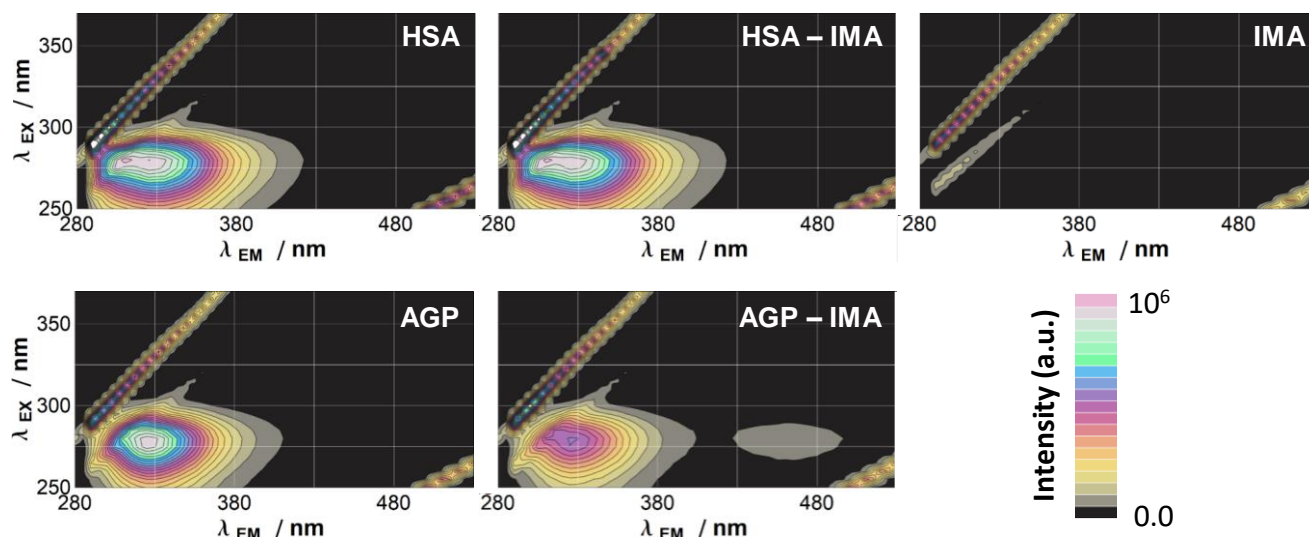 HSA
HSA – IMA
IMA
λ EX / nm
350
300
250
280
380
480
λ EM / nm
280
380
480
λ EM / nm
280
380
480
λ EM / nm
AGP
AGP – IMA
λ EX / nm
350
300
250
280
380
480
λ EM / nm
280
380
480
λ EM / nm
Intensity (a.u.)
10⁶
0.0